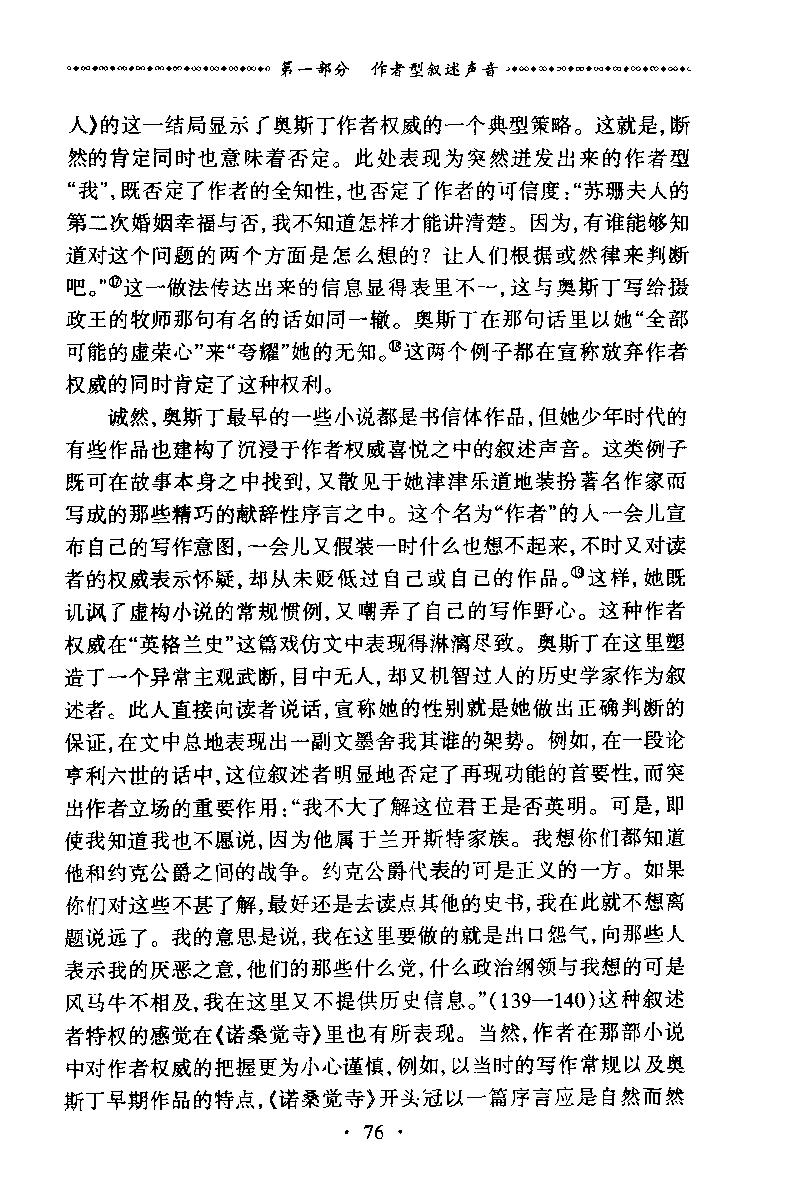 第一部分　作者型叙述声音
人》的这一结局显示了奥斯丁作者权威的一个典型策略。这就是,断
然的肯定同时也意味着否定。此处表现为突然迸发出来的作者型
“我”,既否定了作者的全知性,也否定了作者的可信度:“苏珊夫人的
第二次婚姻幸福与否,我不知道怎样才能讲清楚。因为,有谁能够知
道对这个问题的两个方面是怎么想的？让人们根据或然律来判断
吧。”⑰这一做法传达出来的信息显得表里不一,这与奥斯丁写给摄
政王的牧师那句有名的话如同一辙。奥斯丁在那句话里以她“全部
可能的虚荣心”来“夸耀”她的无知。⑱这两个例子都在宣称放弃作者
权威的同时肯定了这种权利。
诚然,奥斯丁最早的一些小说都是书信体作品,但她少年时代的
有些作品也建构了沉浸于作者权威喜悦之中的叙述声音。这类例子
既可在故事本身之中找到,又散见于她津津乐道地装扮著名作家而
写成的那些精巧的献辞性序言之中。这个名为“作者”的人一会儿宣
布自己的写作意图,一会儿又假装一时什么也想不起来,不时又对读
者的权威表示怀疑,却从未贬低过自己或自己的作品。⑲这样,她既
讥讽了虚构小说的常规惯例,又嘲弄了自己的写作野心。这种作者
权威在“英格兰史”这篇戏仿文中表现得淋漓尽致。奥斯丁在这里塑
造了一个异常主观武断,目中无人,却又机智过人的历史学家作为叙
述者。此人直接向读者说话,宣称她的性别就是她做出正确判断的
保证,在文中总地表现出一副文墨舍我其谁的架势。例如,在一段论
亨利六世的话中,这位叙述者明显地否定了再现功能的首要性,而突
出作者立场的重要作用:“我不大了解这位君王是否英明。可是,即
使我知道我也不愿说,因为他属于兰开斯特家族。我想你们都知道
他和约克公爵之间的战争。约克公爵代表的可是正义的一方。如果
你们对这些不甚了解,最好还是去读点其他的史书,我在此就不想离
题说远了。我的意思是说,我在这里要做的就是出口怨气,向那些人
表示我的厌恶之意,他们的那些什么党,什么政治纲领与我想的可是
风马牛不相及,我在这里又不提供历史信息。”(139—140)这种叙述
者特权的感觉在《诺桑觉寺》里也有所表现。当然,作者在那部小说
中对作者权威的把握更为小心谨慎,例如,以当时的写作常规以及奥
斯丁早期作品的特点,《诺桑觉寺》开头冠以一篇序言应是自然而然
· 76 ·